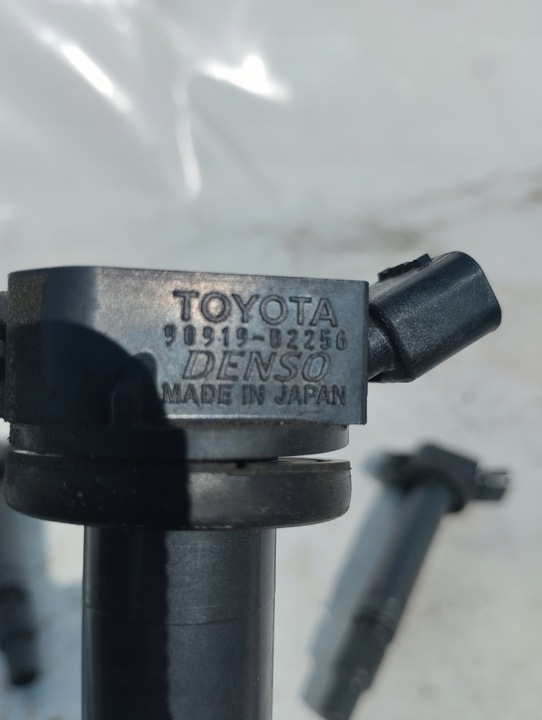 TOYOTA
90919-02256
DENSO
MADE IN JAPAN